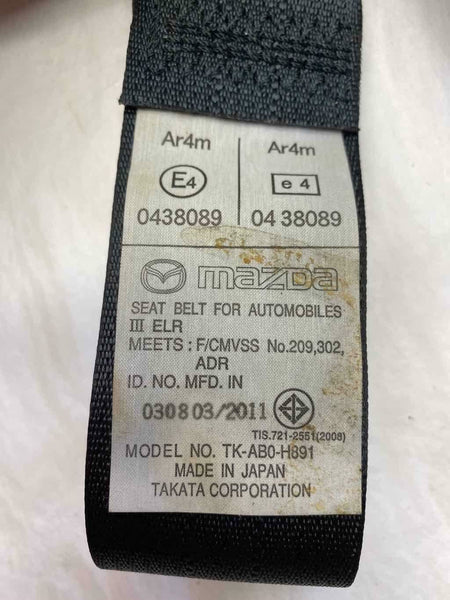 Ar4m
E4
0438089
Ar4m
e 4
04 38089
mazda
SEAT BELT FOR AUTOMOBILES
III ELR
MEETS : F/CMVSS No.209,302,
ADR
ID. NO. MFD. IN
030803/2011
TIS.721-2551(2008)
MODEL NO. TK-AB0-H891
MADE IN JAPAN
TAKATA CORPORATION